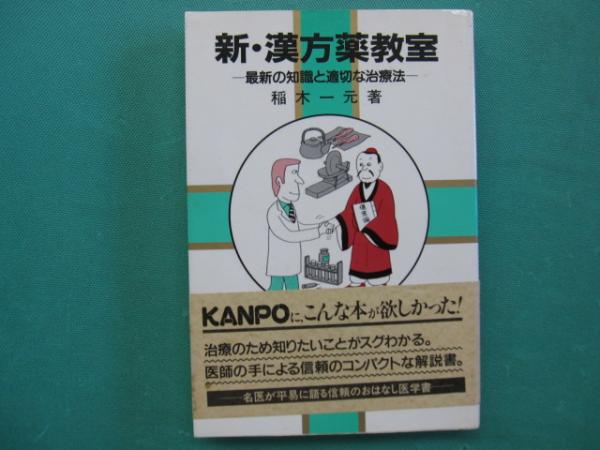 新・漢方薬教室
―最新の知識と適切な治療法―
稲木一元著
傷寒論
KANPOに、こんな本が欲しかった!
治療のため知りたいことがスグわかる。
医師の手による信頼のコンパクトな解説書。
―名医が平易に語る信頼のおはなし医学書―